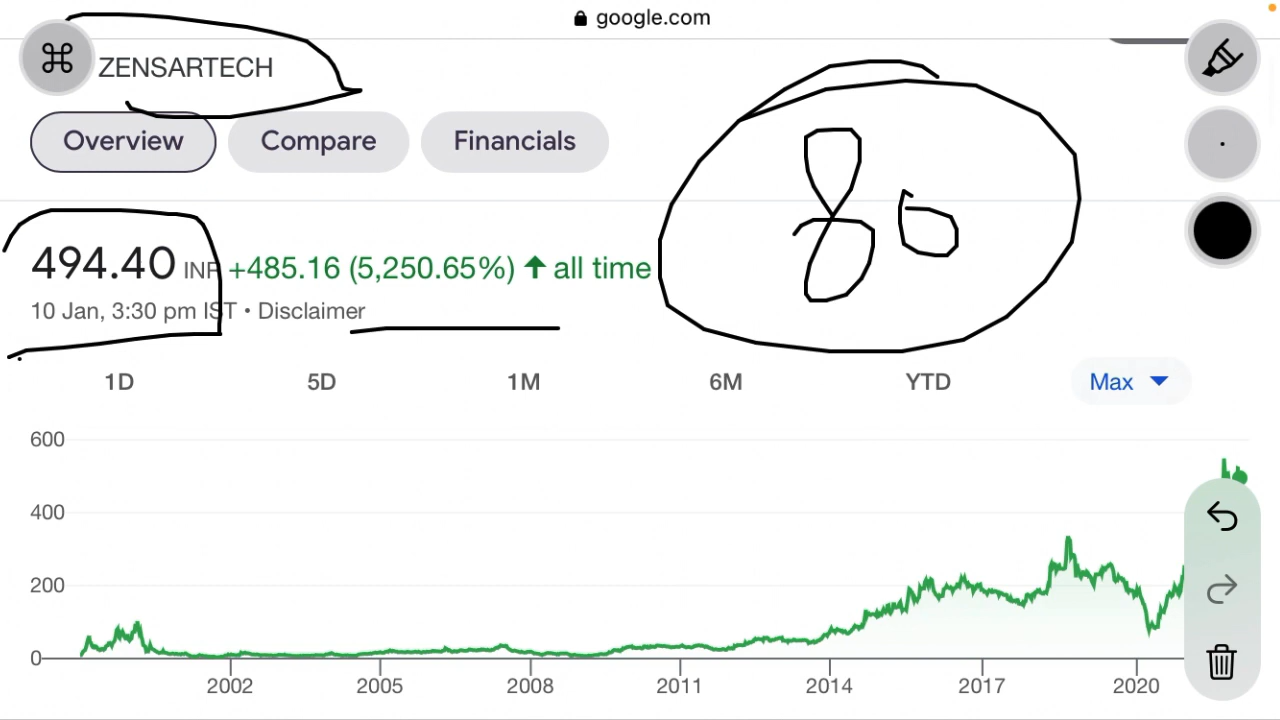 google.com
ZENSARTECH
Overview Compare Financials
80
494.40 INR +485.16 (5,250.65%) ↑ all time
10 Jan, 3:30 pm IST • Disclaimer
1D 5D 1M 6M YTD Max
600
400
200
0
2002 2005 2008 2011 2014 2017 2020